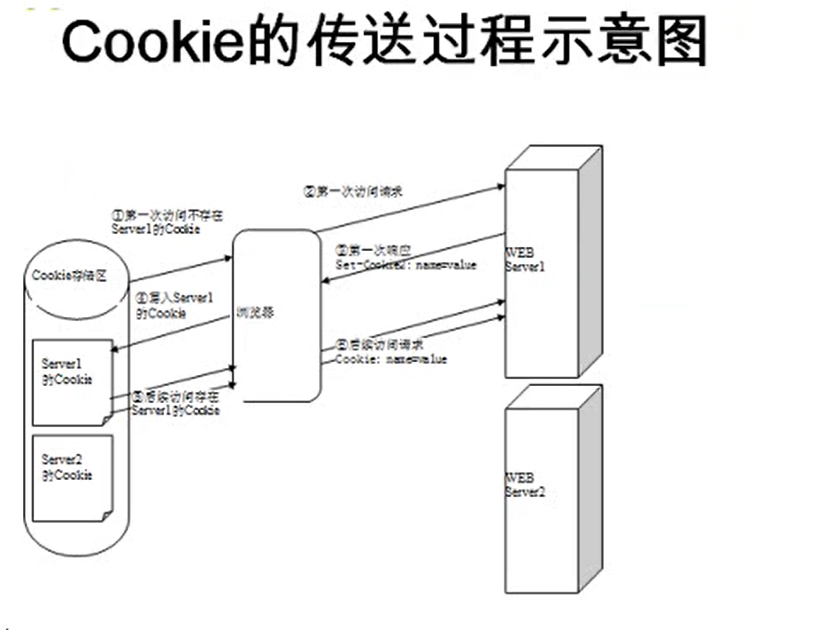 Cookie的传送过程示意图
②第一次访问请求
①第一次访问不存在
Server1的Cookie
③第一次响应
Set-Cookie2: name=value
WEB
Server1
Cookie存储区
④写入Server1
的Cookie
浏览器
后续访问请求
Cookie: name=value
Server1
的Cookie
后续访问存在
Server1的Cookie
Server2
的Cookie
WEB
Server2